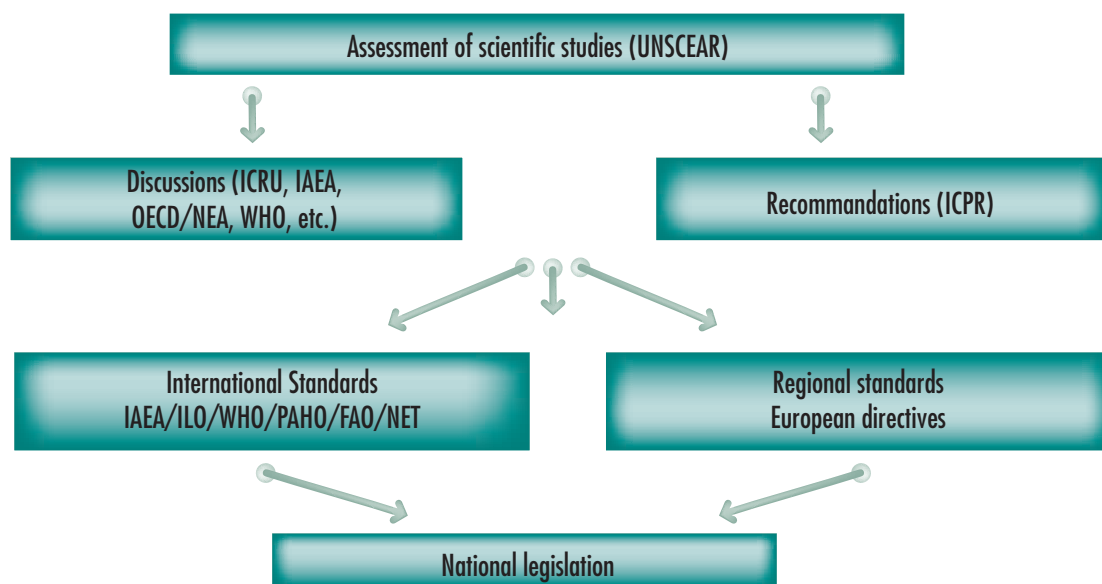 Assessment of scientific studies (UNSCEAR)
Discussions (ICRU, IAEA,
OECD/NEA, WHO, etc.)
Recommandations (ICPR)
International Standards
IAEA/ILO/WHO/PAHO/FAO/NET
Regional standards
European directives
National legislation